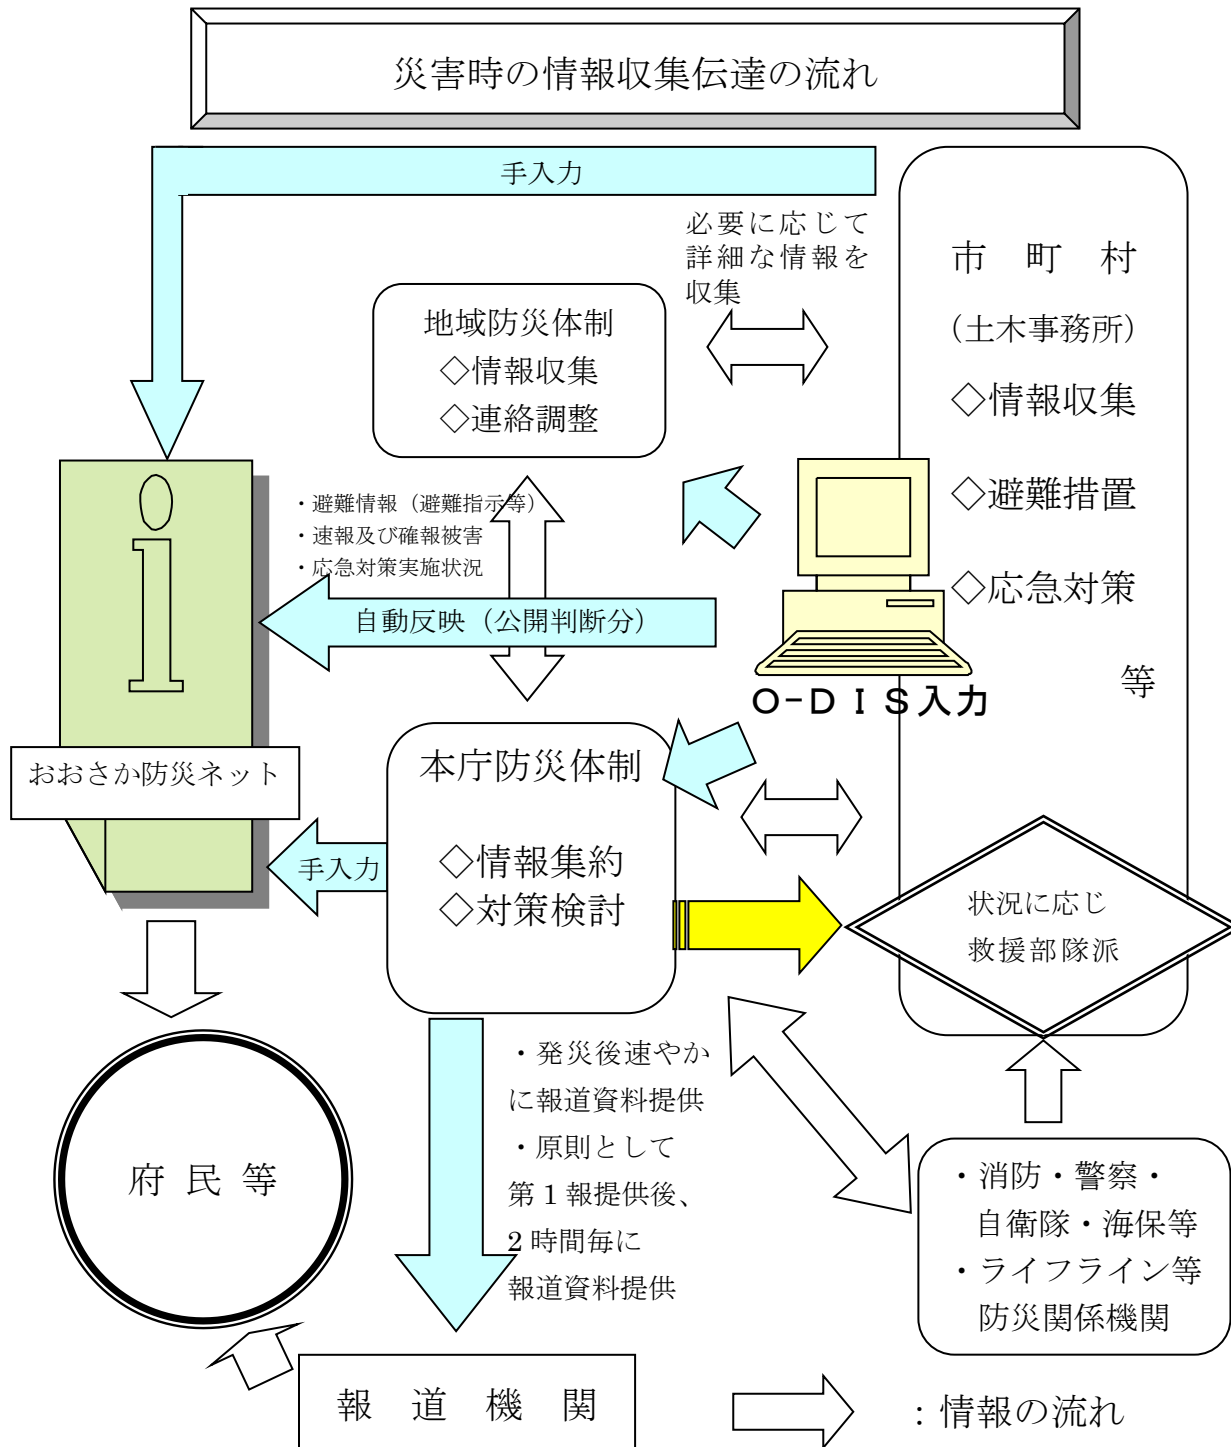 災害時の情報収集伝達の流れ
手入力
必要に応じて
詳細な情報を
収集
市 町 村
（土木事務所）
◇情報収集
◇避難措置
◇応急対策
等
地域防災体制
◇情報収集
◇連絡調整
・避難情報（避難指示等）
・速報及び確報被害
・応急対策実施状況
自動反映（公開判断分）
i
O-DIS入力
おおさか防災ネット
本庁防災体制
◇情報集約
◇対策検討
手入力
状況に応じ
救援部隊派
・発災後速やか
に報道資料提供
・原則として
第1報提供後、
2時間毎に
報道資料提供
府 民 等
・消防・警察・
自衛隊・海保等
・ライフライン等
防災関係機関
報 道 機 関
：情報の流れ